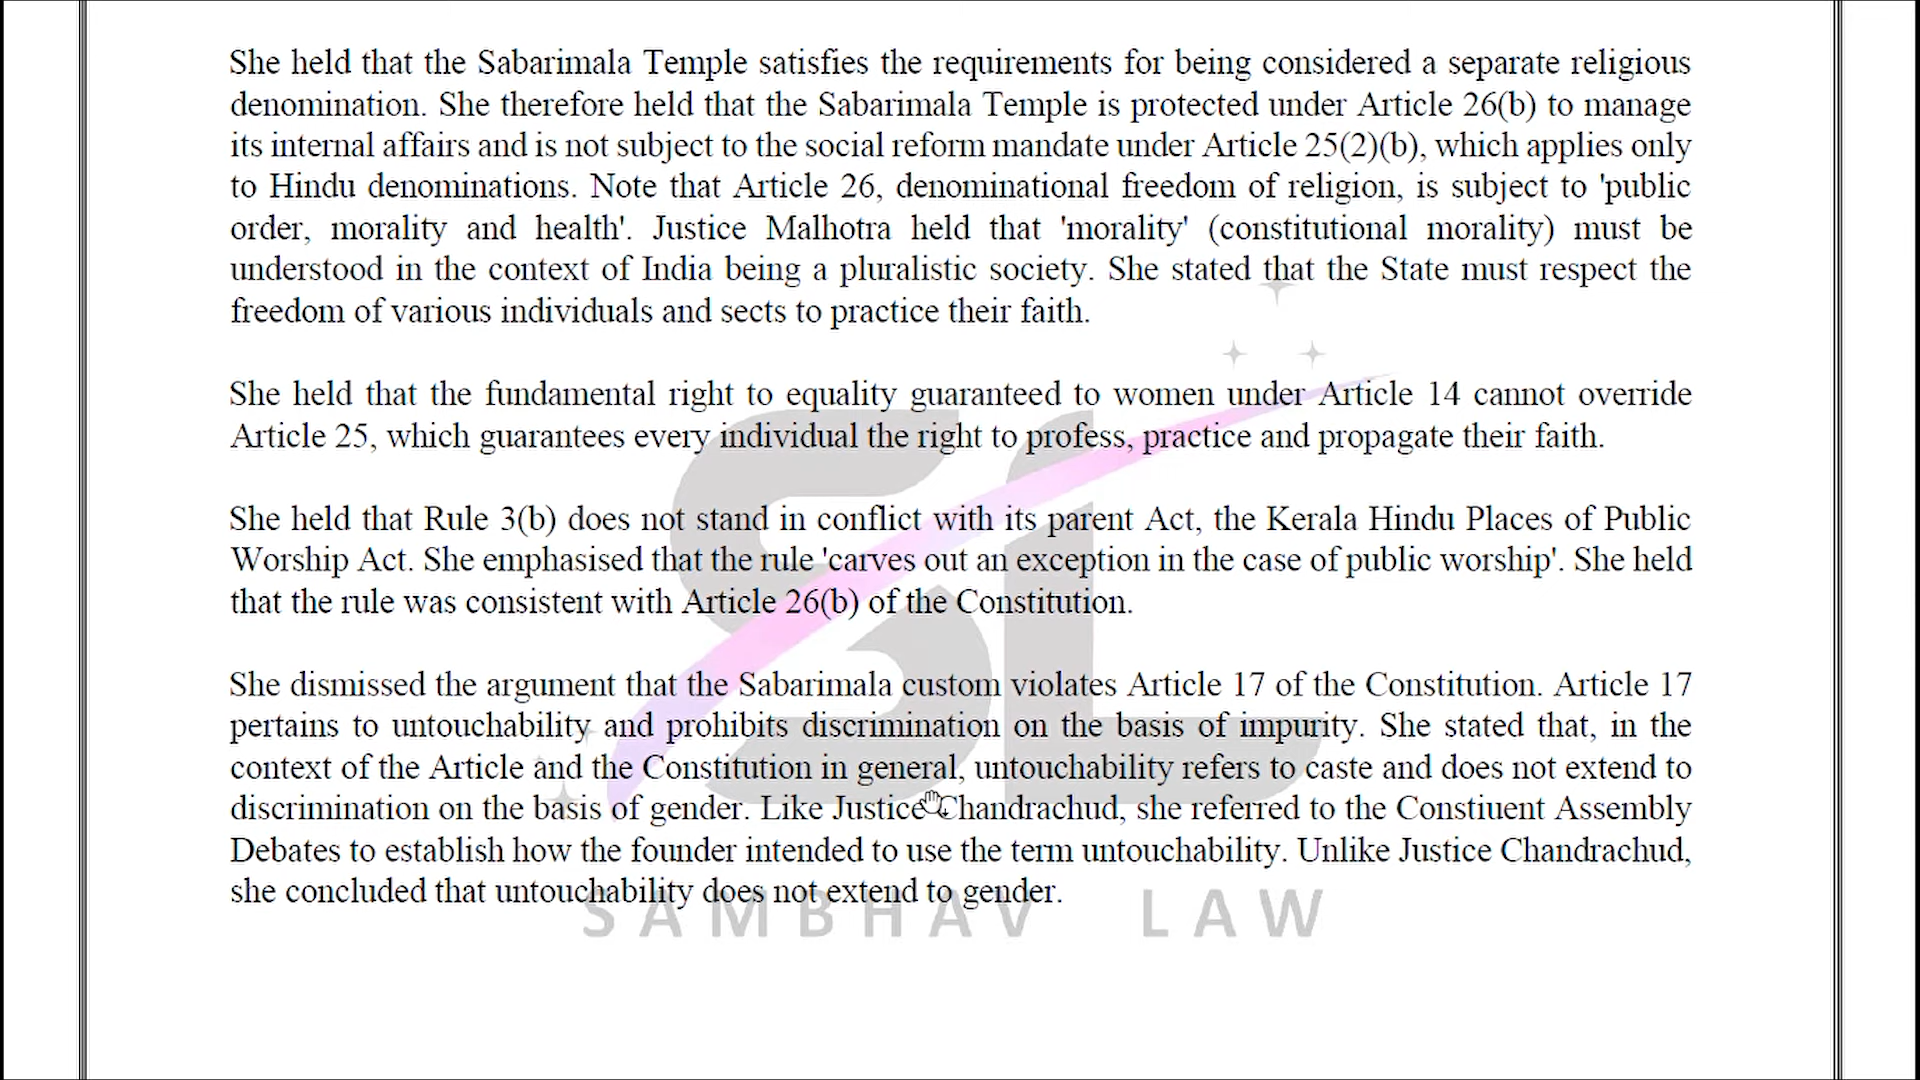 She held that the Sabarimala Temple satisfies the requirements for being considered a separate religious
denomination. She therefore held that the Sabarimala Temple is protected under Article 26(b) to manage
its internal affairs and is not subject to the social reform mandate under Article 25(2)(b), which applies only
to Hindu denominations. Note that Article 26, denominational freedom of religion, is subject to 'public
order, morality and health'. Justice Malhotra held that 'morality' (constitutional morality) must be
understood in the context of India being a pluralistic society. She stated that the State must respect the
freedom of various individuals and sects to practice their faith.
She held that the fundamental right to equality guaranteed to women under Article 14 cannot override
Article 25, which guarantees every individual the right to profess, practice and propagate their faith.
She held that Rule 3(b) does not stand in conflict with its parent Act, the Kerala Hindu Places of Public
Worship Act. She emphasised that the rule 'carves out an exception in the case of public worship'. She held
that the rule was consistent with Article 26(b) of the Constitution.
She dismissed the argument that the Sabarimala custom violates Article 17 of the Constitution. Article 17
pertains to untouchability and prohibits discrimination on the basis of impurity. She stated that, in the
context of the Article and the Constitution in general, untouchability refers to caste and does not extend to
discrimination on the basis of gender. Like Justice Chandrachud, she referred to the Constiuent Assembly
Debates to establish how the founder intended to use the term untouchability. Unlike Justice Chandrachud,
she concluded that untouchability does not extend to gender.
SL
SAMBHAV LAW